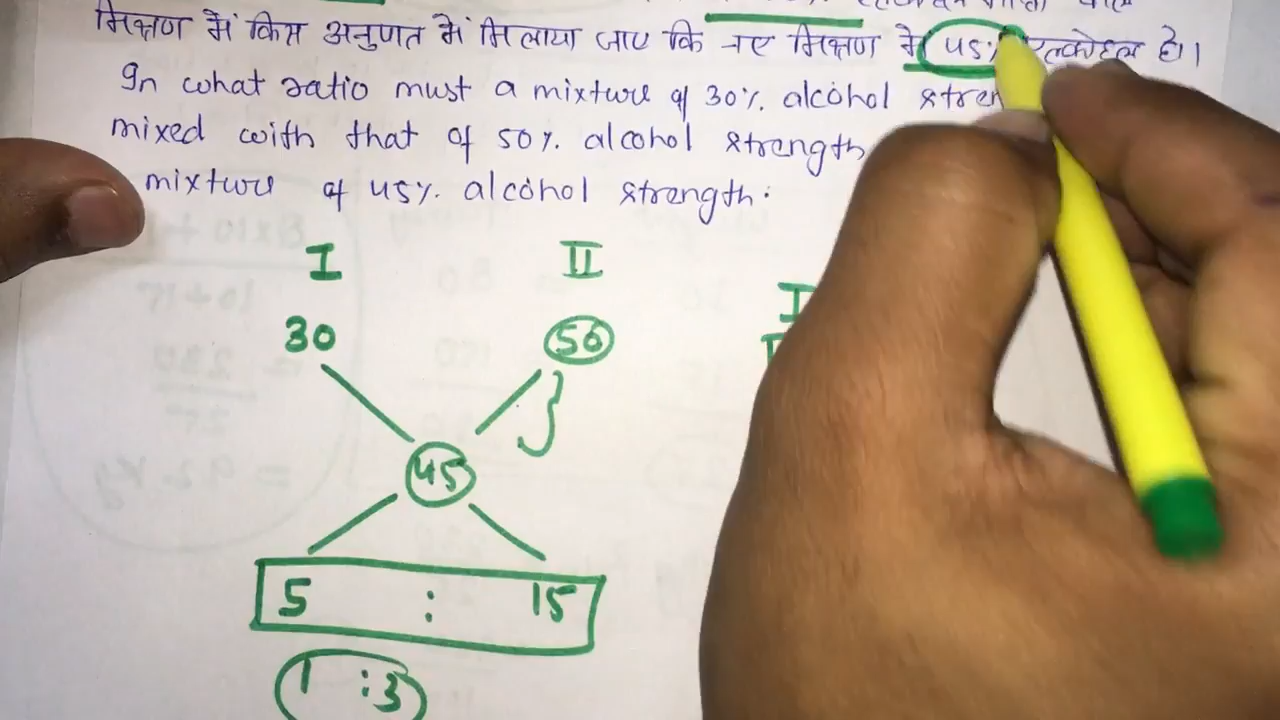 मिश्रण में किस अनुपात में मिलाया जाए कि नए मिश्रण में 45% एल्कोहल हो।
In what ratio must a mixture of 30% alcohol stren
mixed with that of 50% alcohol strength
mixture of 45% alcohol strength:
I II
30 50
45
5 : 15
1 : 3
I